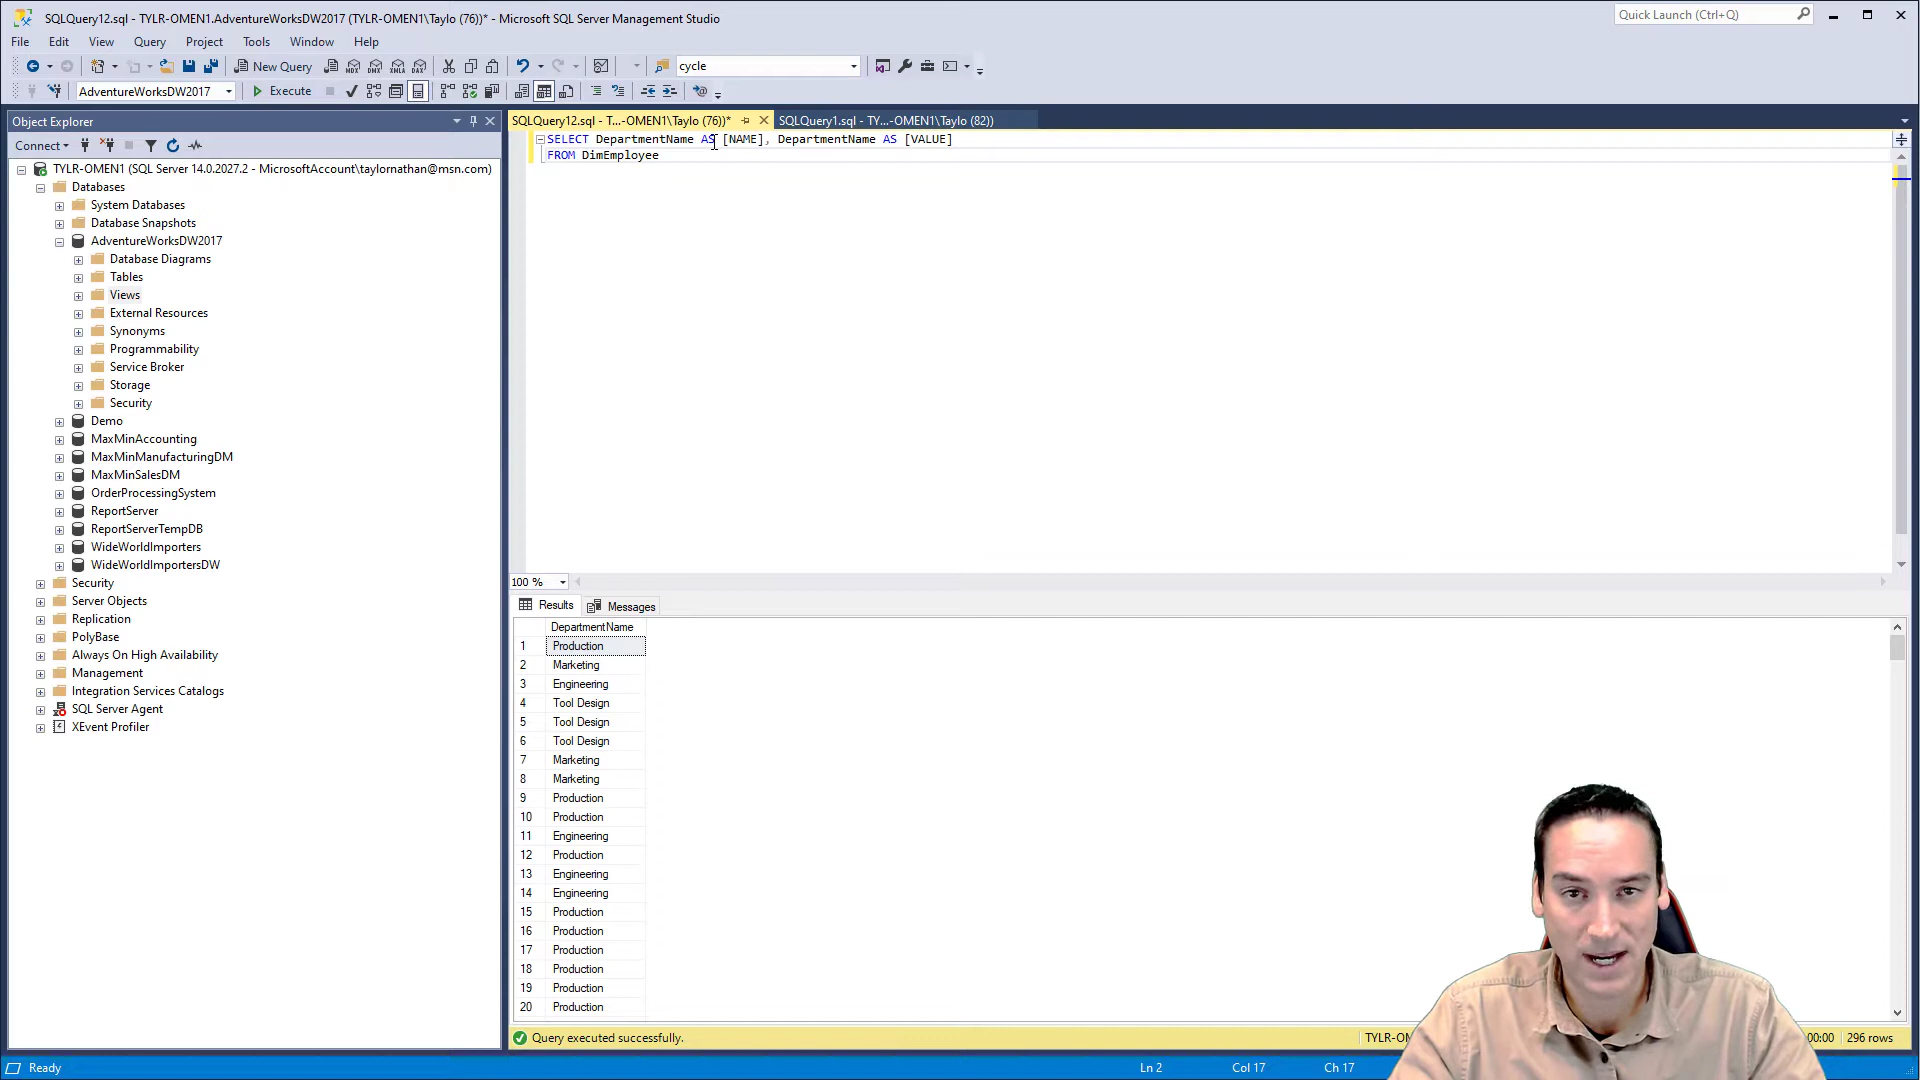 SQLQuery12.sql - TYLR-OMEN1.AdventureWorksDW2017 (TYLR-OMEN1\Taylo (76))* - Microsoft SQL Server Management Studio
Quick Launch (Ctrl+Q)
File Edit View Query Project Tools Window Help
New Query
MDX DMX XMLA DAX
cycle
AdventureWorksDW2017
Execute
Object Explorer
SQLQuery12.sql - T...-OMEN1\Taylo (76))*
SQLQuery1.sql - TY...-OMEN1\Taylo (82))
SELECT DepartmentName AS [NAME], DepartmentName AS [VALUE]
FROM DimEmployee
Connect
TYLR-OMEN1 (SQL Server 14.0.2027.2 - MicrosoftAccount\taylornathan@msn.com)
Databases
System Databases
Database Snapshots
AdventureWorksDW2017
Database Diagrams
Tables
Views
External Resources
Synonyms
Programmability
Service Broker
Storage
Security
Demo
MaxMinAccounting
MaxMinManufacturingDM
MaxMinSalesDM
OrderProcessingSystem
ReportServer
ReportServerTempDB
WideWorldImporters
WideWorldImportersDW
Security
Server Objects
Replication
PolyBase
Always On High Availability
Management
Integration Services Catalogs
SQL Server Agent
XEvent Profiler
100 %
Results
Messages
DepartmentName
1 Production
2 Marketing
3 Engineering
4 Tool Design
5 Tool Design
6 Tool Design
7 Marketing
8 Marketing
9 Production
10 Production
11 Engineering
12 Production
13 Engineering
14 Engineering
15 Production
16 Production
17 Production
18 Production
19 Production
20 Production
Query executed successfully.
TYLR-
00:00
296 rows
Ready
Ln 2
Col 17
Ch 17